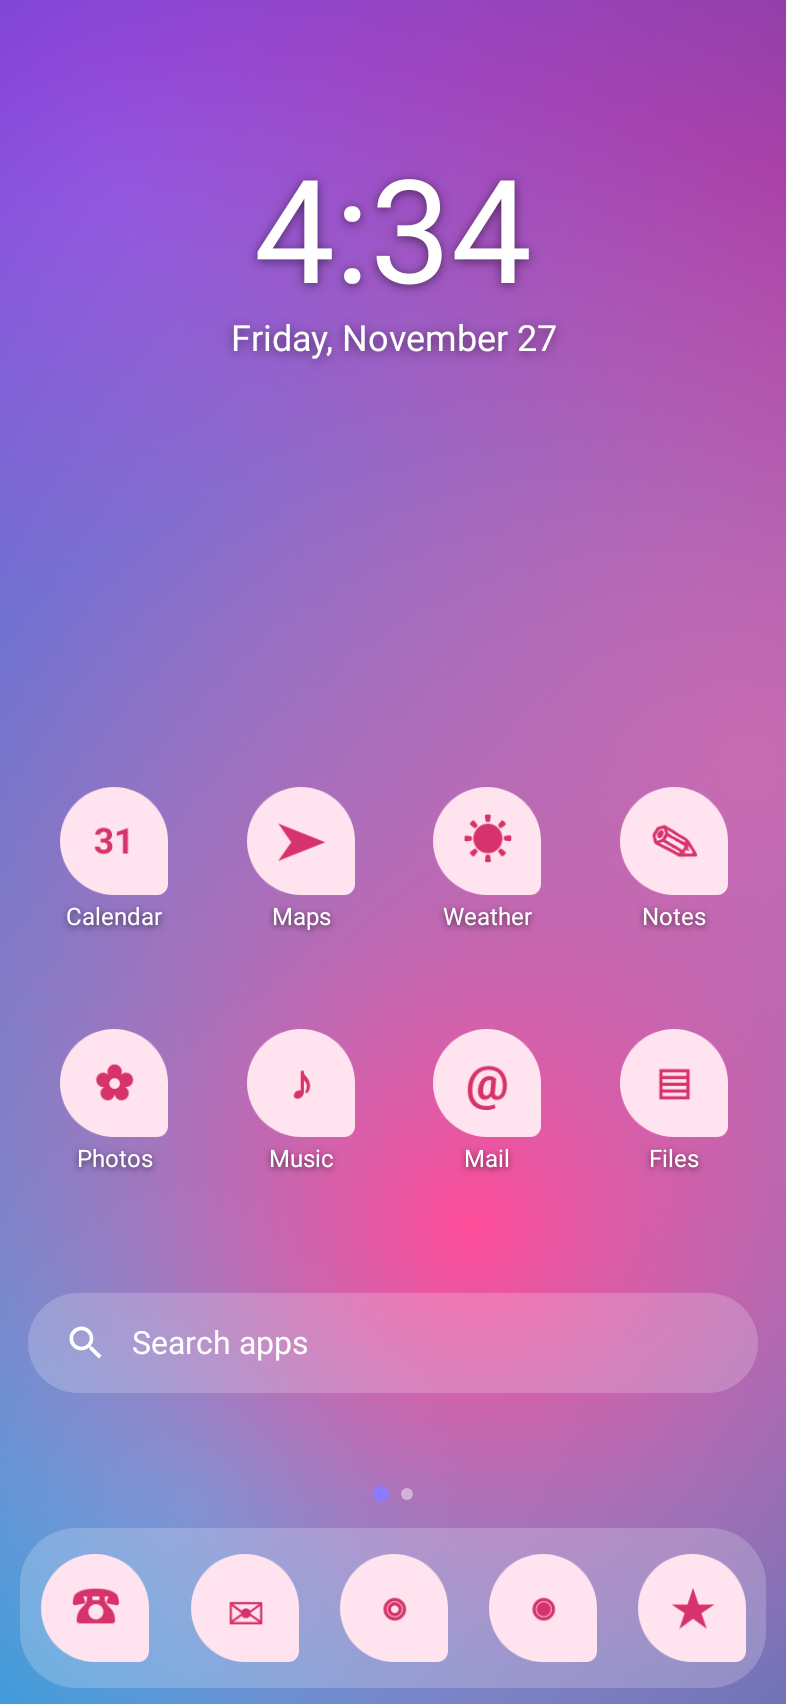 4:34
Friday, November 27
31
Calendar
Maps
Weather
Notes
Photos
Music
@
Mail
Files
Search apps